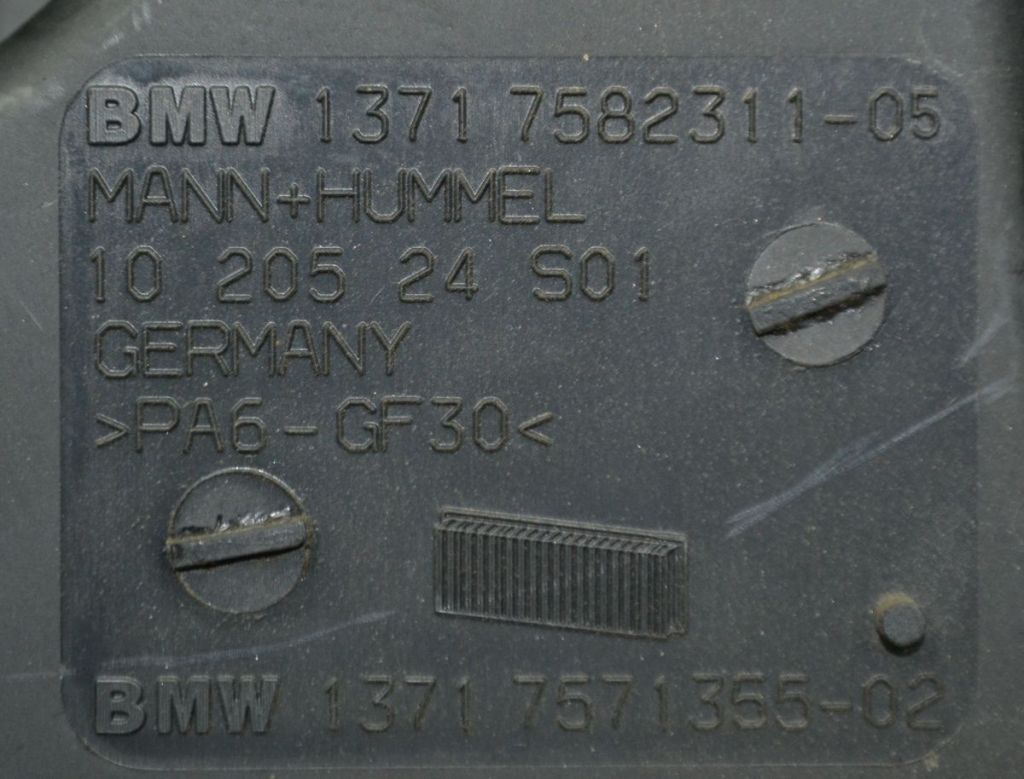 BMW 1371 7582311-05
MANN+HUMMEL
10 205 24 S01
GERMANY
>PA6-GF30<
BMW 1371 7571355-02